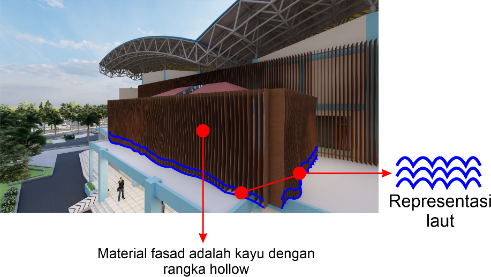 Representasi
laut
Material fasad adalah kayu dengan
rangka hollow